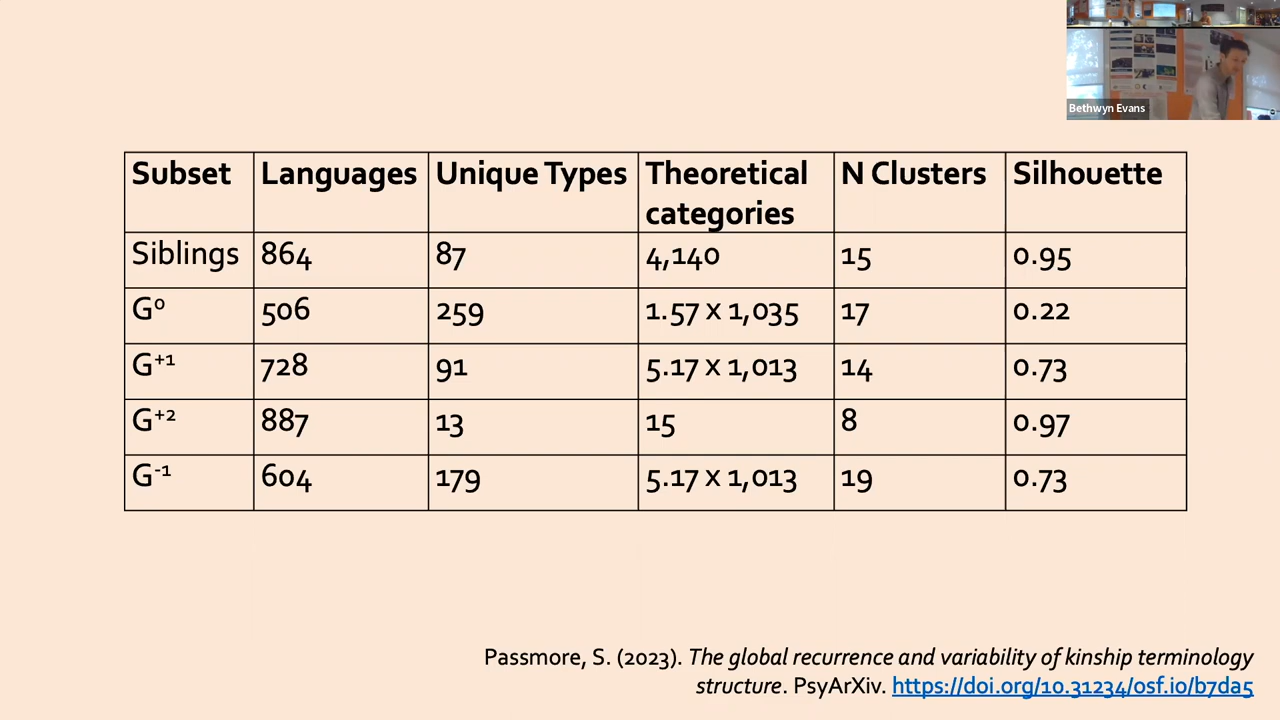 Bethwyn Evans
Subset Languages Unique Types Theoretical categories N Clusters Silhouette
Siblings 864 87 4,140 15 0.95
G⁰ 506 259 1.57 x 1,035 17 0.22
G⁺¹ 728 91 5.17 x 1,013 14 0.73
G⁺² 887 13 15 8 0.97
G⁻¹ 604 179 5.17 x 1,013 19 0.73
Passmore, S. (2023). The global recurrence and variability of kinship terminology
structure. PsyArXiv. https://doi.org/10.31234/osf.io/b7da5